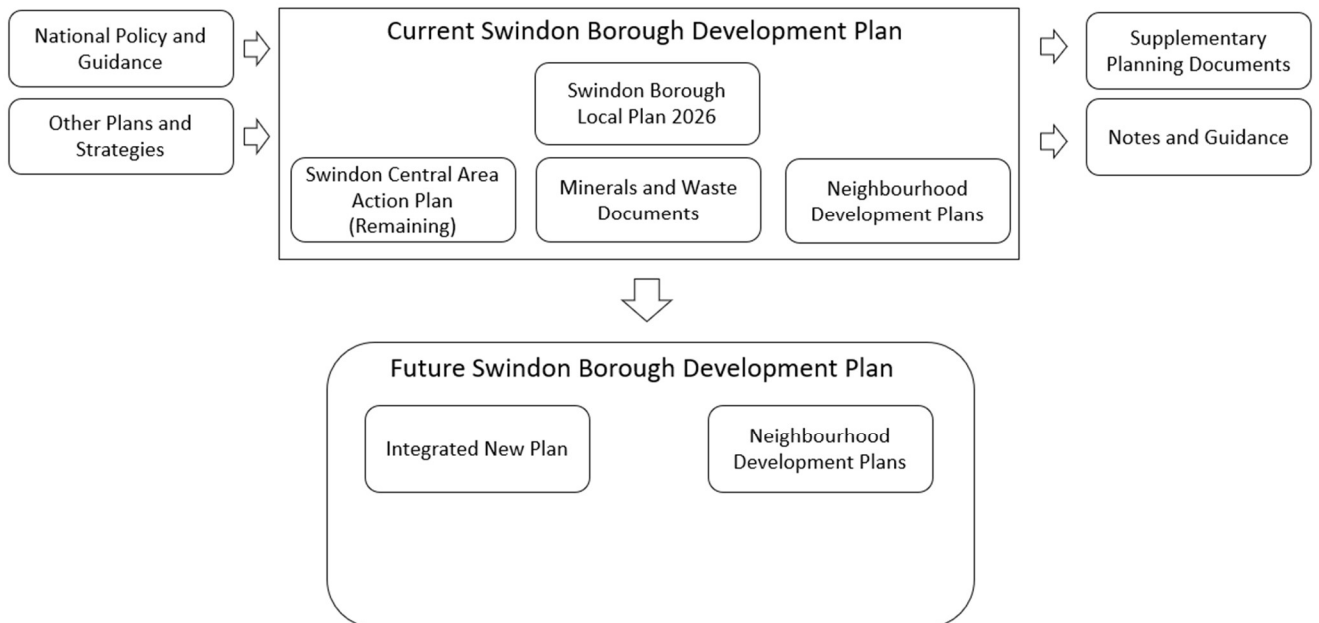 National Policy and
Guidance
Other Plans and
Strategies
Current Swindon Borough Development Plan
Swindon Borough
Local Plan 2026
Swindon Central Area
Action Plan
(Remaining)
Minerals and Waste
Documents
Neighbourhood
Development Plans
Supplementary
Planning Documents
Notes and Guidance
Future Swindon Borough Development Plan
Integrated New Plan
Neighbourhood
Development Plans